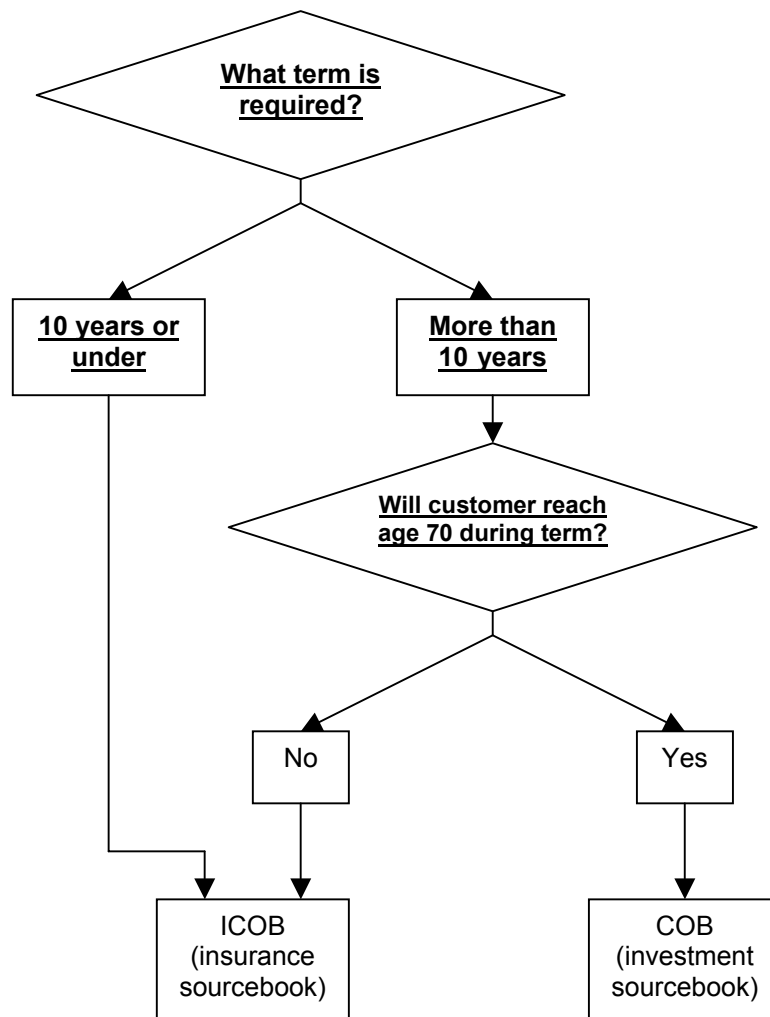 What term is
required?
10 years or
under
More than
10 years
Will customer reach
age 70 during term?
No
Yes
ICOB
(insurance
sourcebook)
COB
(investment
sourcebook)